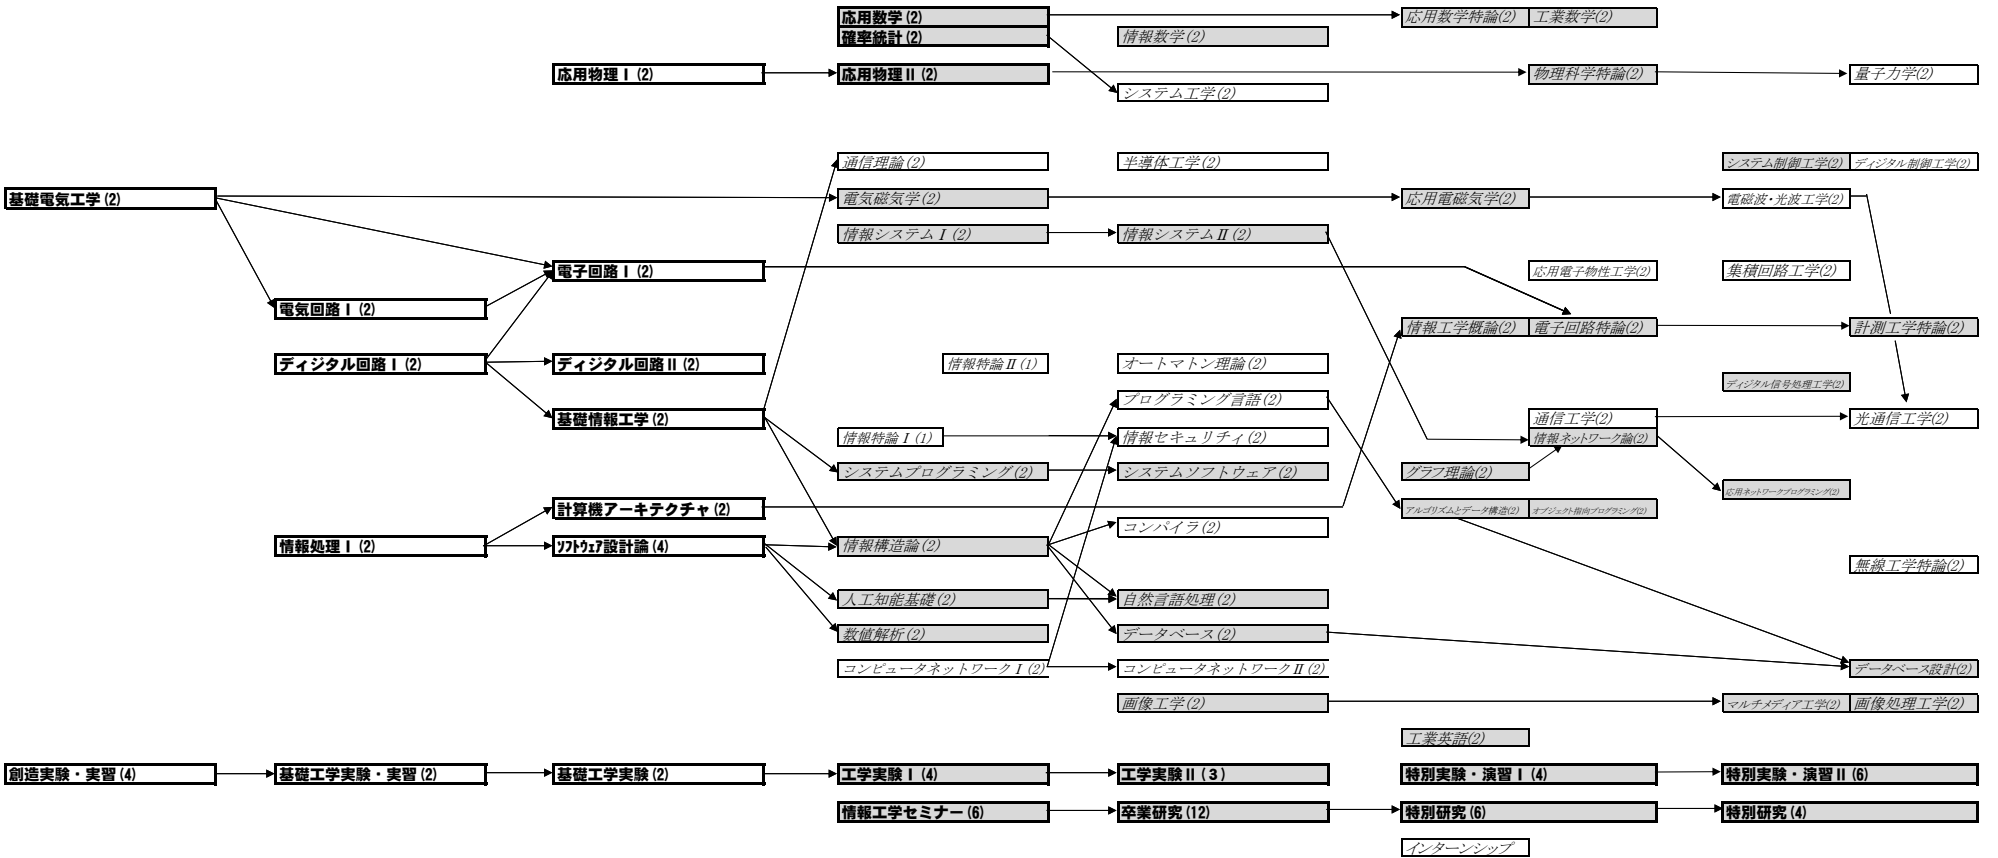 応用数学(2)
応用数学特論(2) 工業数学(2)
確率統計(2)
情報数学(2)
応用物理Ⅰ(2)
応用物理Ⅱ(2)
物理科学特論(2)
量子力学(2)
システム工学(2)
通信理論(2)
半導体工学(2)
システム制御工学(2) ディジタル制御工学(2)
基礎電気工学(2)
電気磁気学(2)
応用電磁気学(2)
電磁波・光波工学(2)
情報システムⅠ(2)
情報システムⅡ(2)
電子回路Ⅰ(2)
応用電子物性工学(2)
集積回路工学(2)
電気回路Ⅰ(2)
情報工学概論(2) 電子回路特論(2)
計測工学特論(2)
ディジタル回路Ⅰ(2)
ディジタル回路Ⅱ(2)
情報特論Ⅱ(1)
オートマトン理論(2)
ディジタル信号処理工学(2)
プログラミング言語(2)
基礎情報工学(2)
通信工学(2)
光通信工学(2)
情報特論Ⅰ(1)
情報セキュリティ(2)
情報ネットワーク論(2)
システムプログラミング(2)
システムソフトウェア(2)
グラフ理論(2)
応用ネットワークプログラミング(2)
計算機アーキテクチャ(2)
アルゴリズムとデータ構造(2) オブジェクト指向プログラミング(2)
コンパイラ(2)
情報処理Ⅰ(2)
ソフトウェア設計論(4)
情報構造論(2)
無線工学特論(2)
人工知能基礎(2)
自然言語処理(2)
数値解析(2)
データベース(2)
コンピュータネットワークⅠ(2)
コンピュータネットワークⅡ(2)
データベース設計(2)
画像工学(2)
マルチメディア工学(2) 画像処理工学(2)
工業英語(2)
創造実験・実習(4)
基礎工学実験・実習(2)
基礎工学実験(2)
工学実験Ⅰ(4)
工学実験Ⅱ(3)
特別実験・演習Ⅰ(4)
特別実験・演習Ⅱ(6)
情報工学セミナー(6)
卒業研究(12)
特別研究(6)
特別研究(4)
インターンシップ